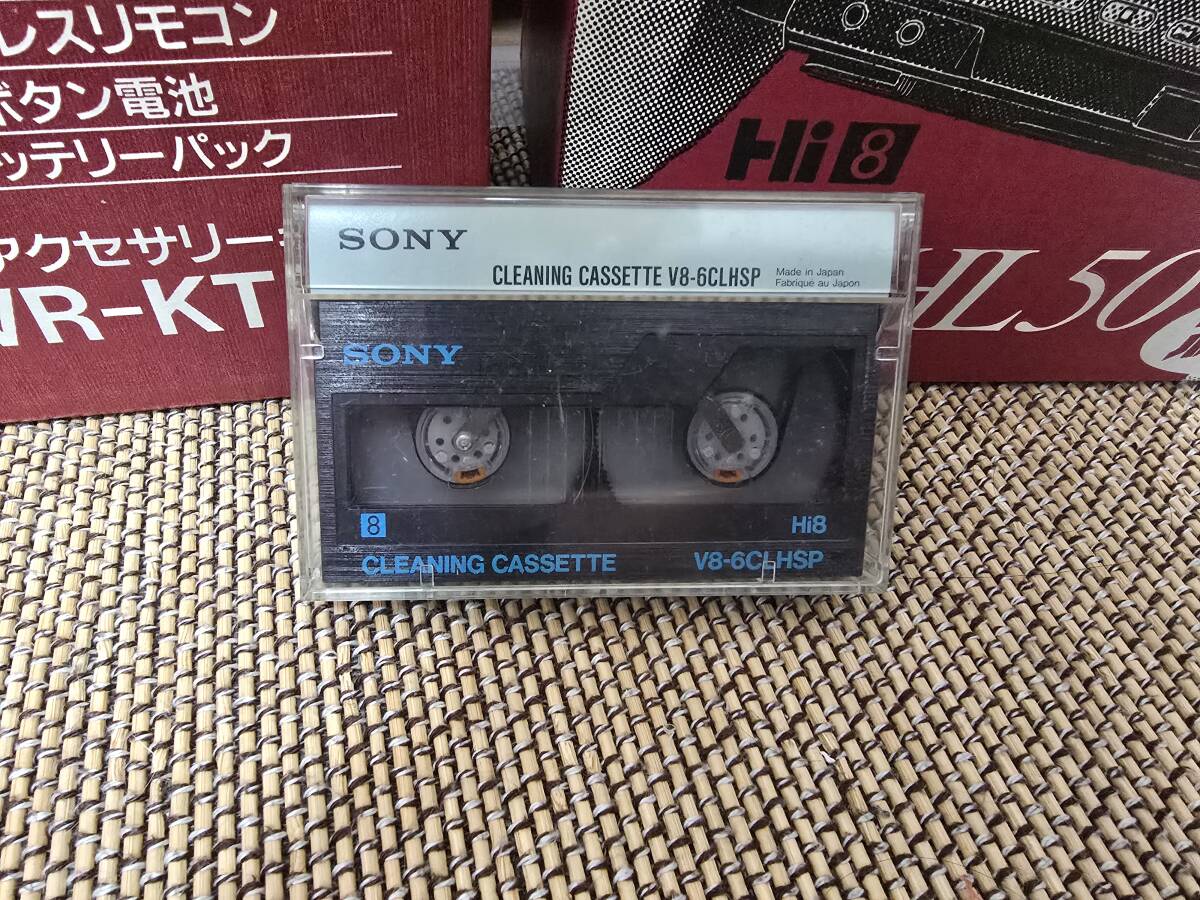 レスリモコン
ボタン電池
ッテリーパック
アクセサリー
VR-KT
Hi8
HL50
SONY
CLEANING CASSETTE V8-6CLHSP
Made in Japan
Fabriqué au Japon
SONY
8
Hi8
CLEANING CASSETTE
V8-6CLHSP